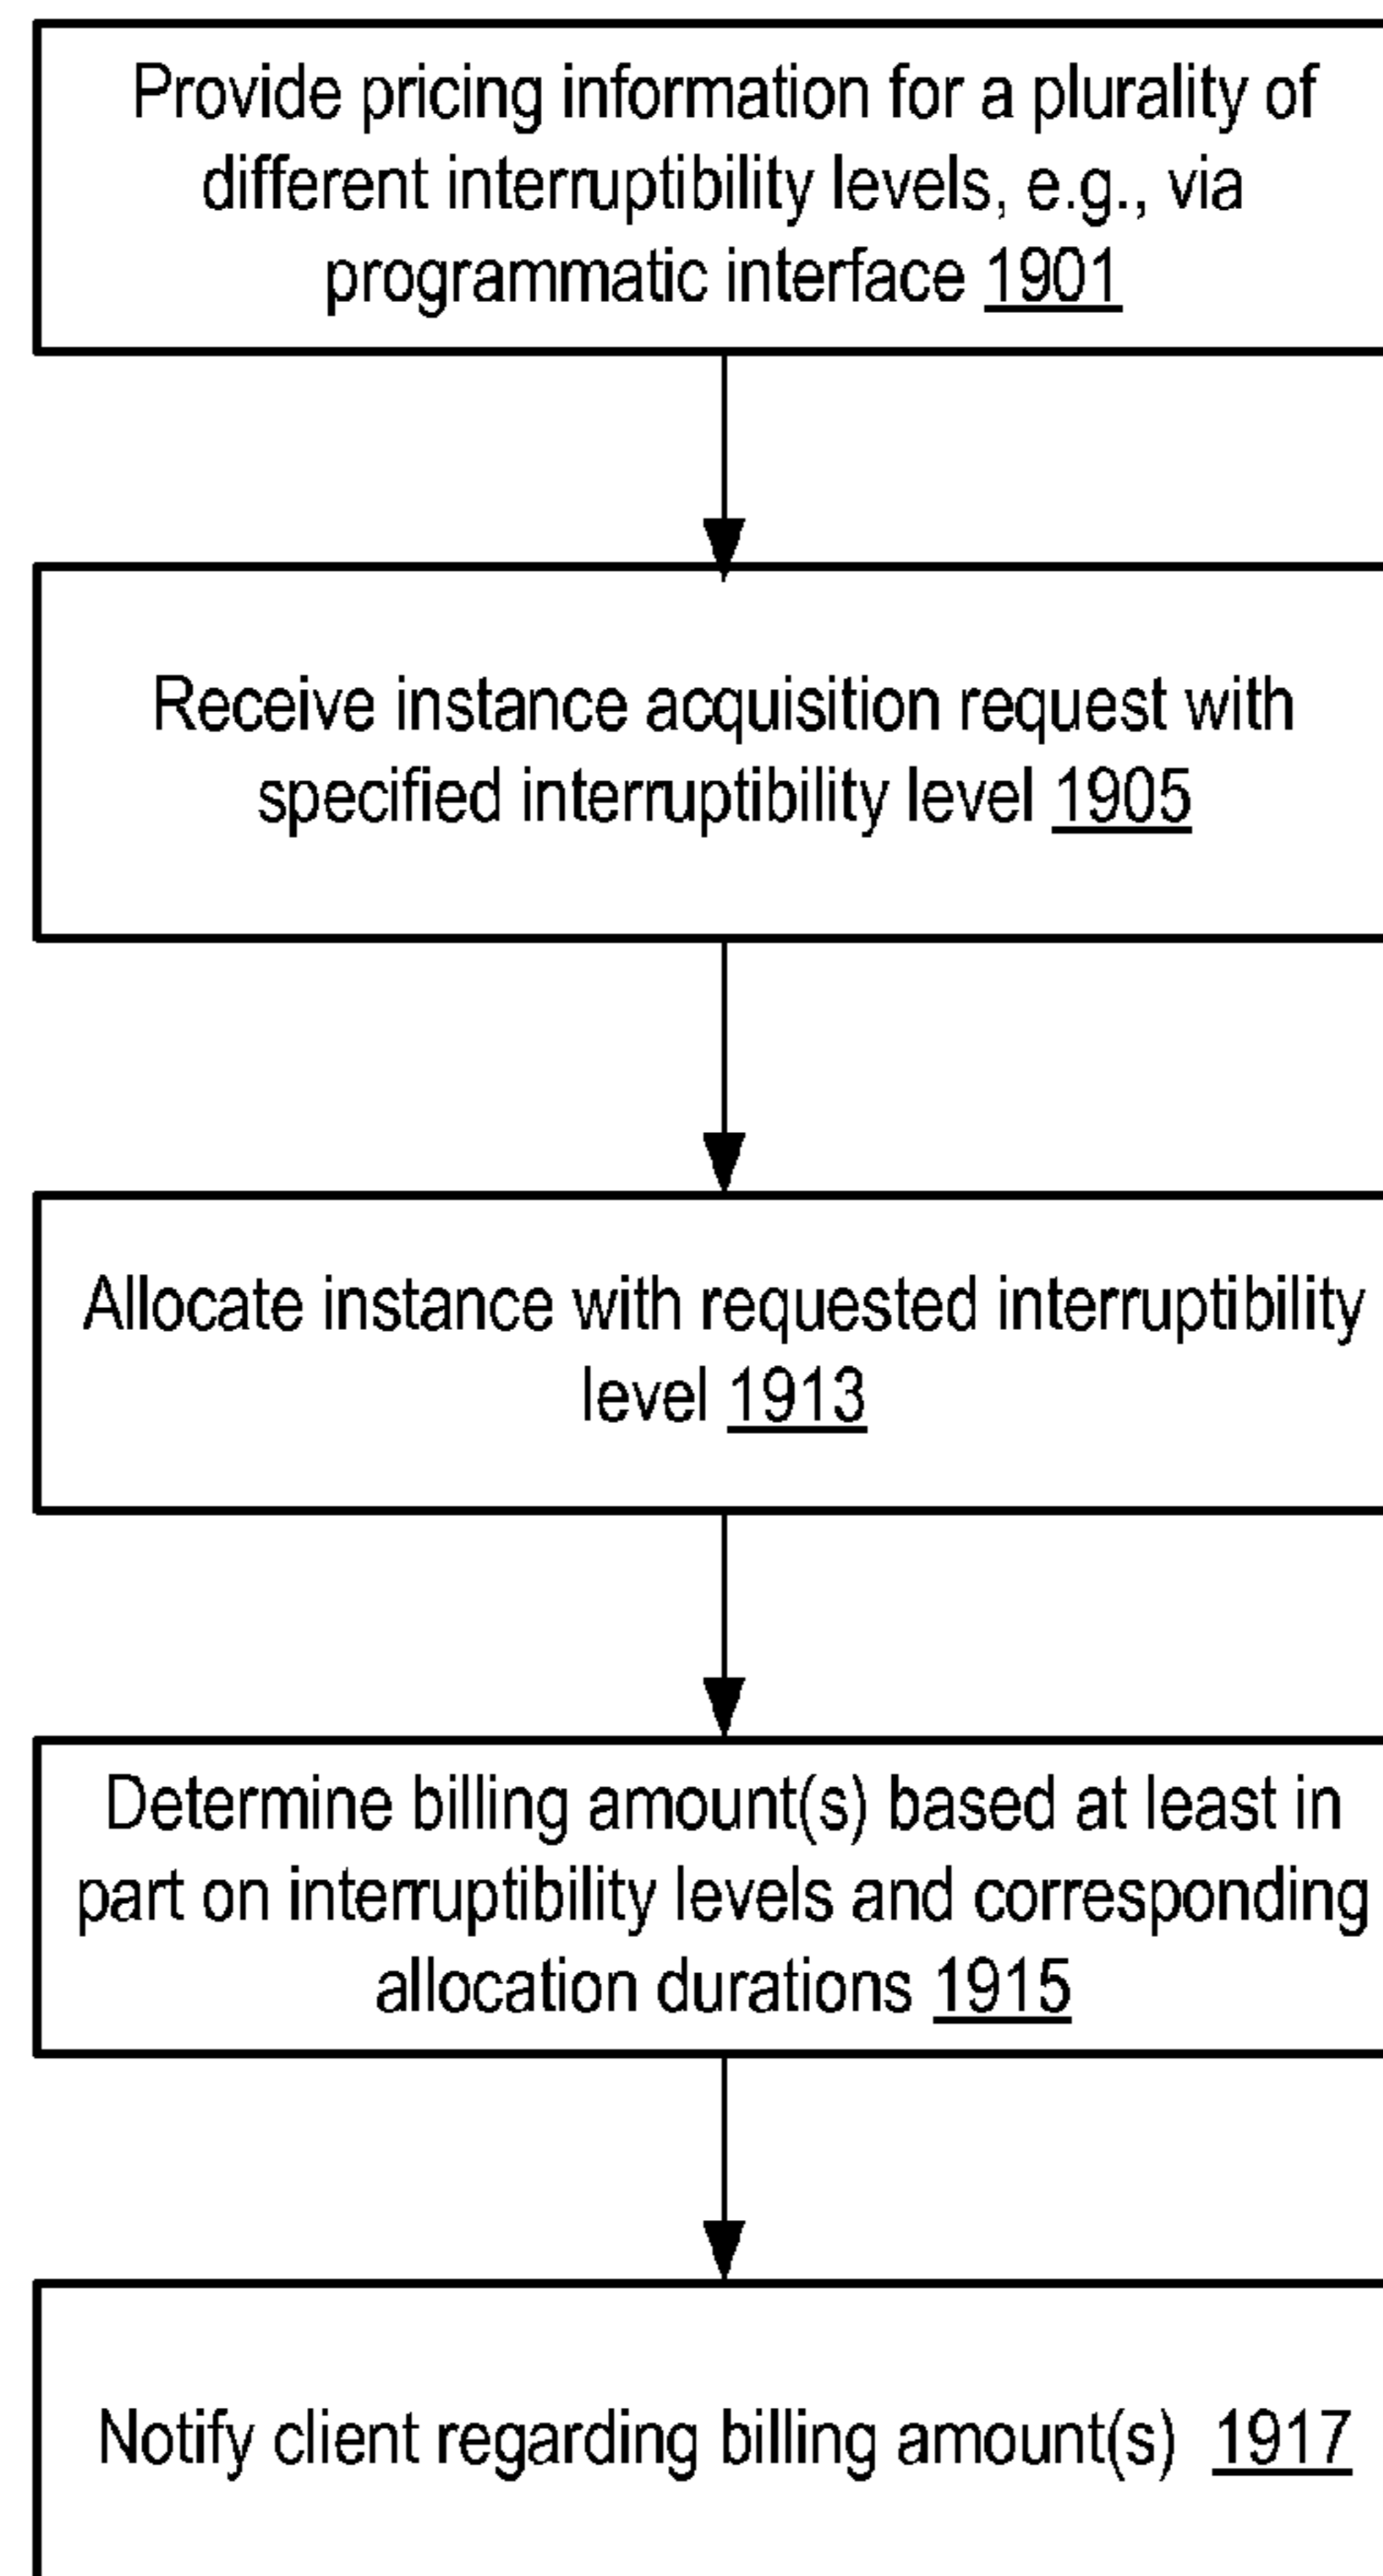 Provide pricing information for a plurality of
different interruptibility levels, e.g., via
programmatic interface 1901
Receive instance acquisition request with
specified interruptibility level 1905
Allocate instance with requested interruptibility
level 1913
Determine billing amount(s) based at least in
part on interruptibility levels and corresponding
allocation durations 1915
Notify client regarding billing amount(s) 1917